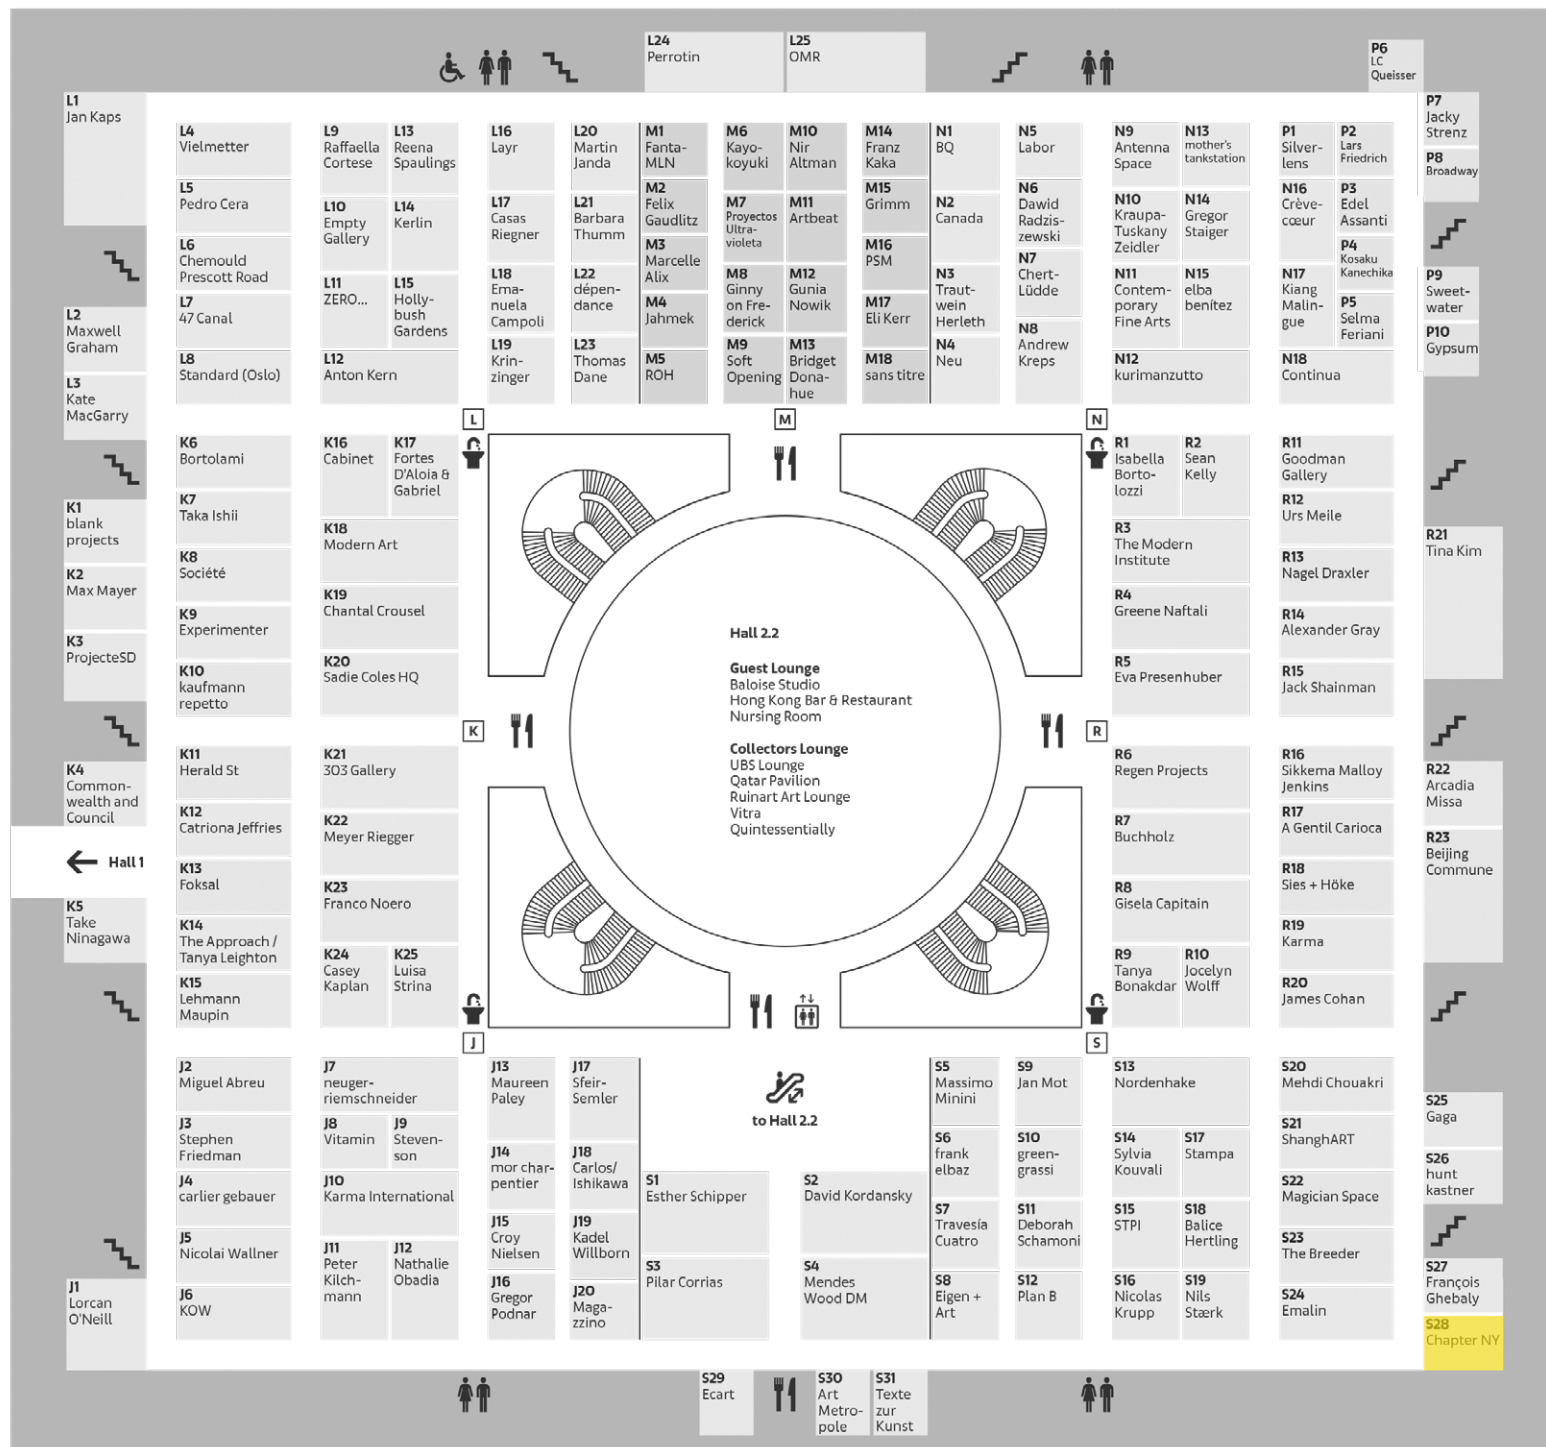 L24
Perrotin
L25
OMR
P6
LC
Queisser
L1
Jan Kaps
L4
Vielmetter
L5
Pedro Cera
L6
Chemould
Prescott Road
L7
47 Canal
L8
Standard (Oslo)
L9
Raffaella
Cortese
L13
Reena
Spaulings
L10
Empty
Gallery
L14
Kerlin
L11
ZERO...
L15
Holly-
bush
Gardens
L12
Anton Kern
L16
Layr
L17
Casas
Riegner
L18
Ema-
nuela
Campoli
L19
Krin-
zinger
L20
Martin
Janda
L21
Barbara
Thumm
L22
dépen-
dance
L23
Thomas
Dane
M1
Fanta-
MLN
M2
Felix
Gaudlitz
M3
Marcelle
Alix
M4
Jahmek
M5
ROH
M6
Kayo-
koyuki
M7
Proyectos
Ultra-
violeta
M8
Ginny
on Fre-
derick
M9
Soft
Opening
M10
Nir
Altman
M11
Artbeat
M12
Gunia
Nowik
M13
Bridget
Dona-
hue
M14
Franz
Kaka
M15
Grimm
M16
PSM
M17
Eli Kerr
M18
sans titre
N1
BQ
N2
Canada
N3
Traut-
wein
Herleth
N4
Neu
N5
Labor
N6
Dawid
Radzis-
zewski
N7
Chert-
Lüdde
N8
Andrew
Kreps
N9
Antenna
Space
N13
mother's
tankstation
N10
Kraupa-
Tuskany
Zeidler
N14
Gregor
Staiger
N11
Contem-
porary
Fine Arts
N15
elba
benítez
N12
kurimanzutto
P1
Silver-
lens
P2
Lars
Friedrich
N16
Crève-
cœur
P3
Edel
Assanti
P4
Kosaku
Kanechika
N17
Kiang
Malin-
gue
P5
Selma
Feriani
N18
Continua
P7
Jacky
Strenz
P8
Broadway
P9
Sweet-
water
P10
Gypsum
L2
Maxwell
Graham
L3
Kate
MacGarry
L
M
N
K1
blank
projects
K2
Max Mayer
K3
ProjecteSD
K4
Common-
wealth and
Council
← Hall 1
K5
Take
Ninagawa
K6
Bortolami
K7
Taka Ishii
K8
Société
K9
Experimenter
K10
kaufmann
repetto
K11
Herald St
K12
Catriona Jeffries
K13
Foksal
K14
The Approach /
Tanya Leighton
K15
Lehmann
Maupin
K16
Cabinet
K17
Fortes
D'Aloia &
Gabriel
K18
Modern Art
K19
Chantal Crousel
K20
Sadie Coles HQ
K21
303 Gallery
K22
Meyer Riegger
K23
Franco Noero
K24
Casey
Kaplan
K25
Luisa
Strina
K
Hall 2.2
Guest Lounge
Baloise Studio
Hong Kong Bar & Restaurant
Nursing Room
Collectors Lounge
UBS Lounge
Qatar Pavilion
Ruinart Art Lounge
Vitra
Quintessentially
R
R1
Isabella
Borto-
lozzi
R2
Sean
Kelly
R3
The Modern
Institute
R4
Greene Naftali
R5
Eva Presenhuber
R6
Regen Projects
R7
Buchholz
R8
Gisela Capitain
R9
Tanya
Bonakdar
R10
Jocelyn
Wolff
R11
Goodman
Gallery
R12
Urs Meile
R13
Nagel Draxler
R14
Alexander Gray
R15
Jack Shainman
R16
Sikkema Malloy
Jenkins
R17
A Gentil Carioca
R18
Sies + Höke
R19
Karma
R20
James Cohan
R21
Tina Kim
R22
Arcadia
Missa
R23
Beijing
Commune
J
S
J1
Lorcan
O'Neill
J2
Miguel Abreu
J3
Stephen
Friedman
J4
carlier gebauer
J5
Nicolai Wallner
J6
KOW
J7
neuger-
riemschneider
J8
Vitamin
J9
Steven-
son
J10
Karma International
J11
Peter
Kilch-
mann
J12
Nathalie
Obadia
J13
Maureen
Paley
J14
mor char-
pentier
J15
Croy
Nielsen
J16
Gregor
Podnar
J17
Sfeir-
Semler
J18
Carlos/
Ishikawa
J19
Kadel
Willborn
J20
Maga-
zzino
to Hall 2.2
S1
Esther Schipper
S2
David Kordansky
S3
Pilar Corrias
S4
Mendes
Wood DM
S5
Massimo
Minini
S6
frank
elbaz
S7
Travesía
Cuatro
S8
Eigen +
Art
S9
Jan Mot
S10
green-
grassi
S11
Deborah
Schamoni
S12
Plan B
S13
Nordenhake
S14
Sylvia
Kouvali
S17
Stampa
S15
STPI
S18
Balice
Hertling
S16
Nicolas
Krupp
S19
Nils
Stærk
S20
Mehdi Chouakri
S21
ShanghART
S22
Magician Space
S23
The Breeder
S24
Emalin
S25
Gaga
S26
hunt
kastner
S27
François
Ghebaly
S28
Chapter NY
S29
Ecart
S30
Art
Metro-
pole
S31
Texte
zur
Kunst